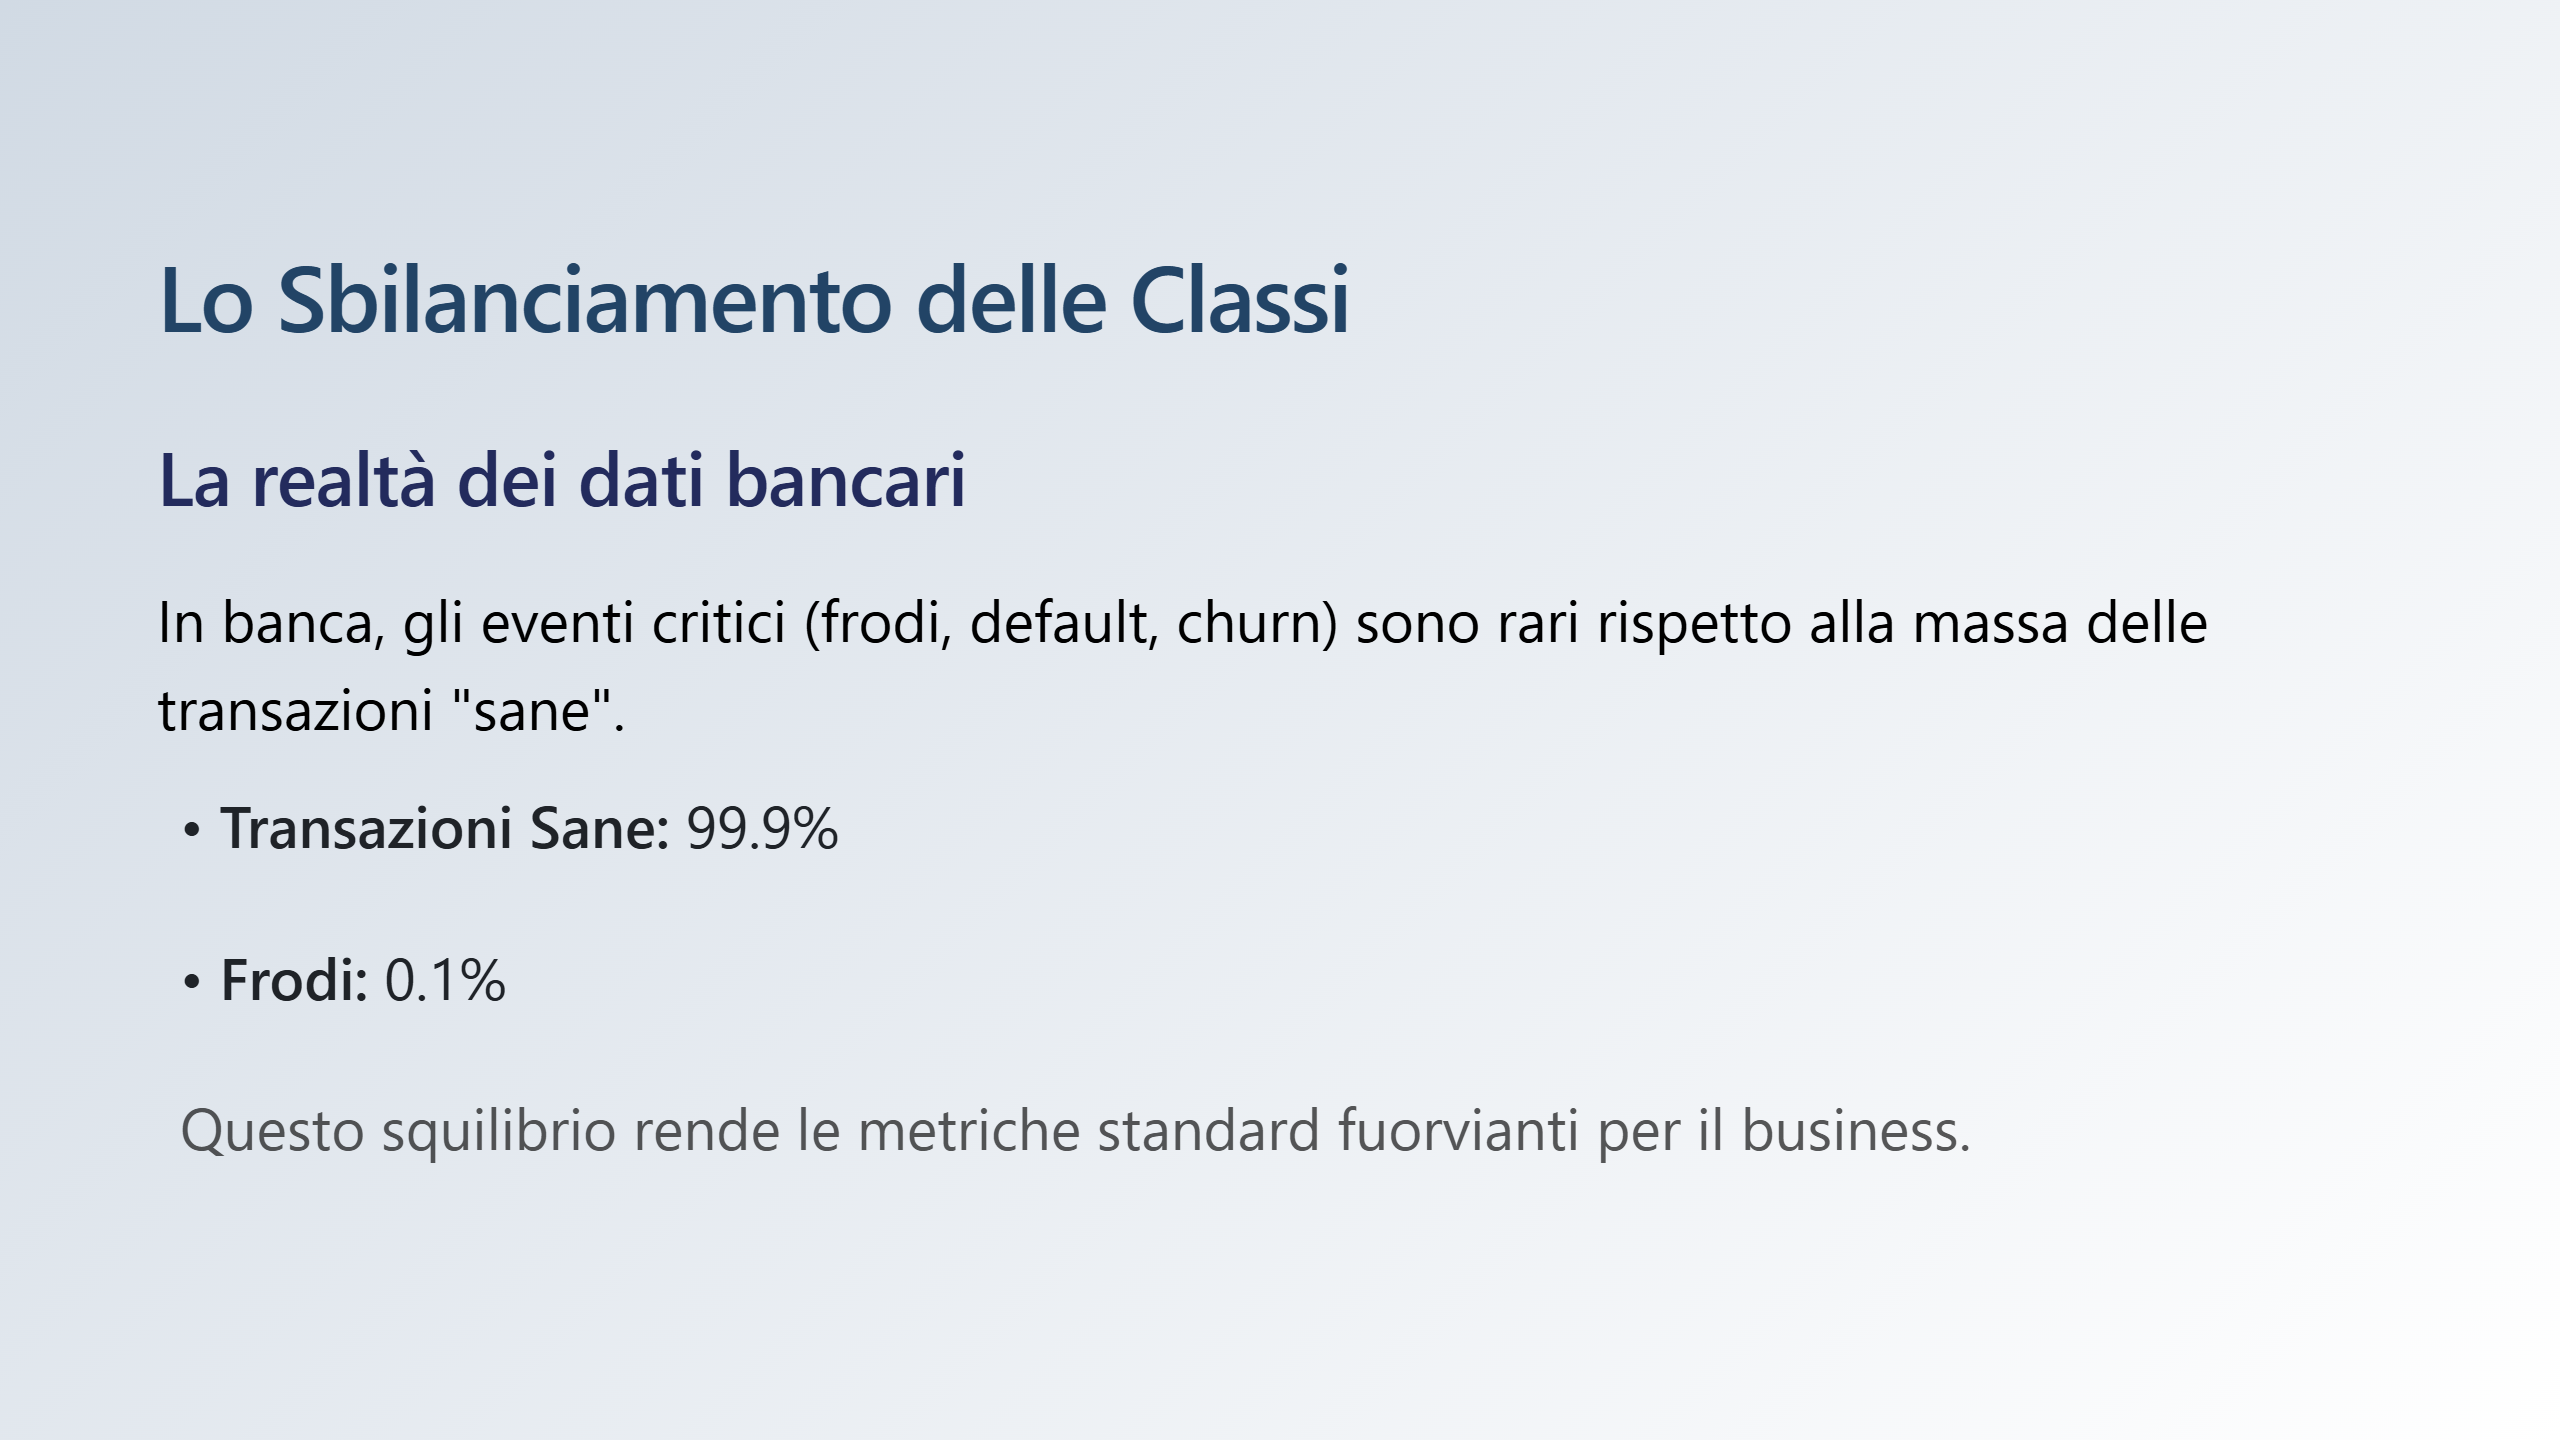 Lo Sbilanciamento delle Classi
La realtà dei dati bancari
In banca, gli eventi critici (frodi, default, churn) sono rari rispetto alla massa delle
transazioni "sane".
• Transazioni Sane: 99.9%
• Frodi: 0.1%
Questo squilibrio rende le metriche standard fuorvianti per il business.